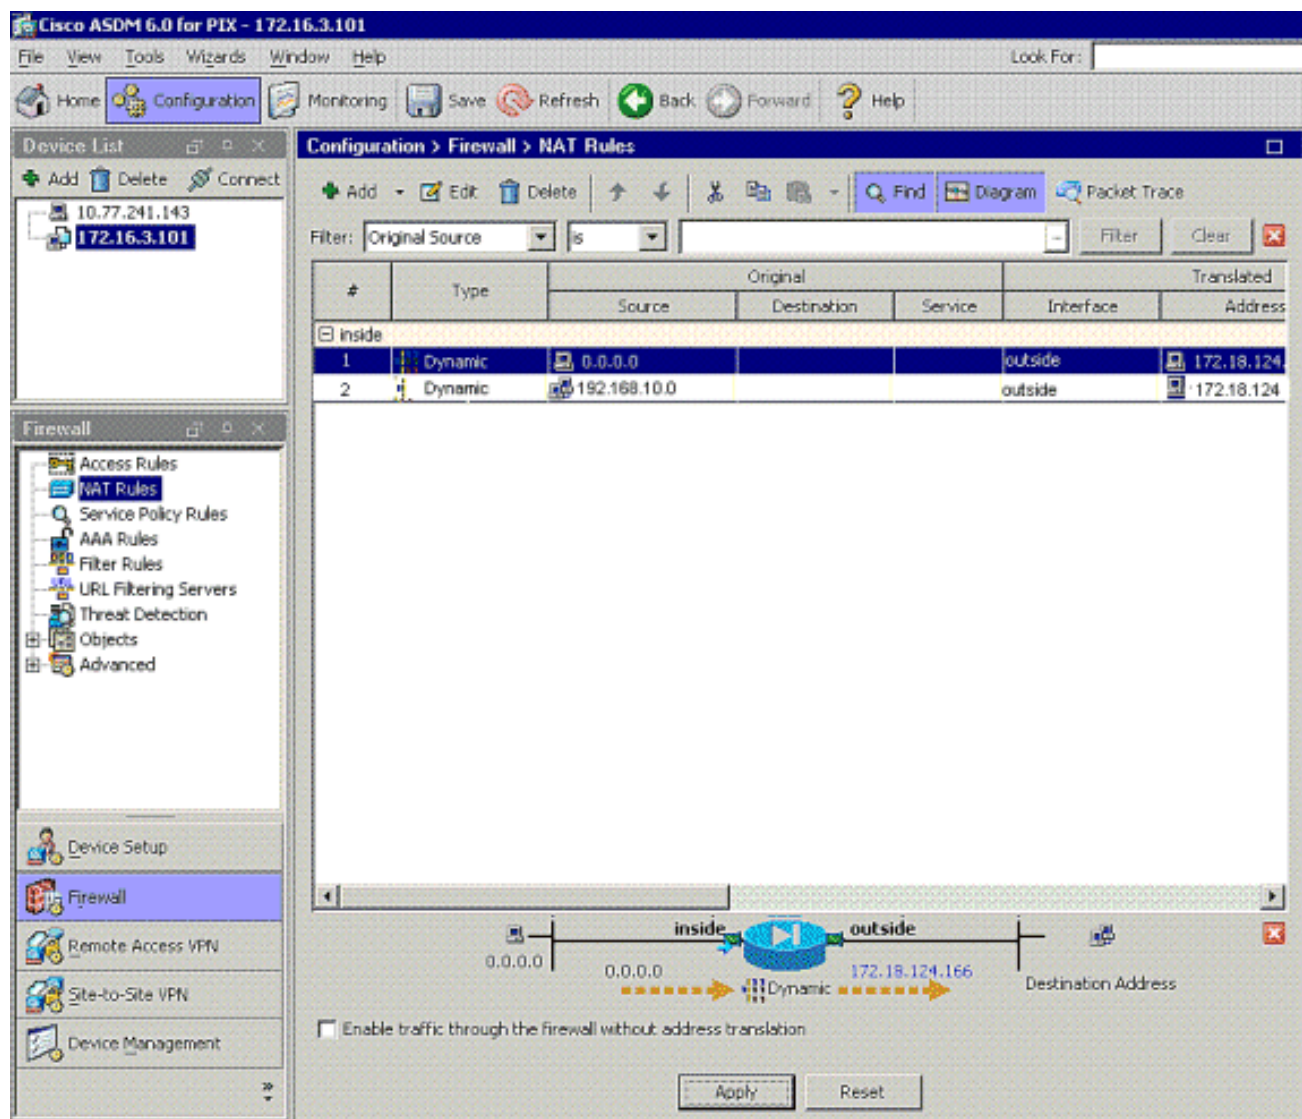 Cisco ASDM 6.0 for PIX - 172.16.3.101
File View Tools Wizards Window Help Look For:
Home Configuration Monitoring Save Refresh Back Forward Help
Device List
Add Delete Connect
10.77.241.143
172.16.3.101
Configuration > Firewall > NAT Rules
Add Edit Delete Find Diagram Packet Trace
Filter: Original Source is Filter Clear
# Type Original Translated
Source Destination Service Interface Address
inside
1 Dynamic 0.0.0.0 outside 172.18.124.
2 Dynamic 192.168.10.0 outside 172.18.124
Firewall
Access Rules
NAT Rules
Service Policy Rules
AAA Rules
Filter Rules
URL Filtering Servers
Threat Detection
Objects
Advanced
Device Setup
Firewall
Remote Access VPN
Site-to-Site VPN
Device Management
inside outside
0.0.0.0 0.0.0.0 172.18.124.166
Dynamic Destination Address
Enable traffic through the firewall without address translation
Apply Reset